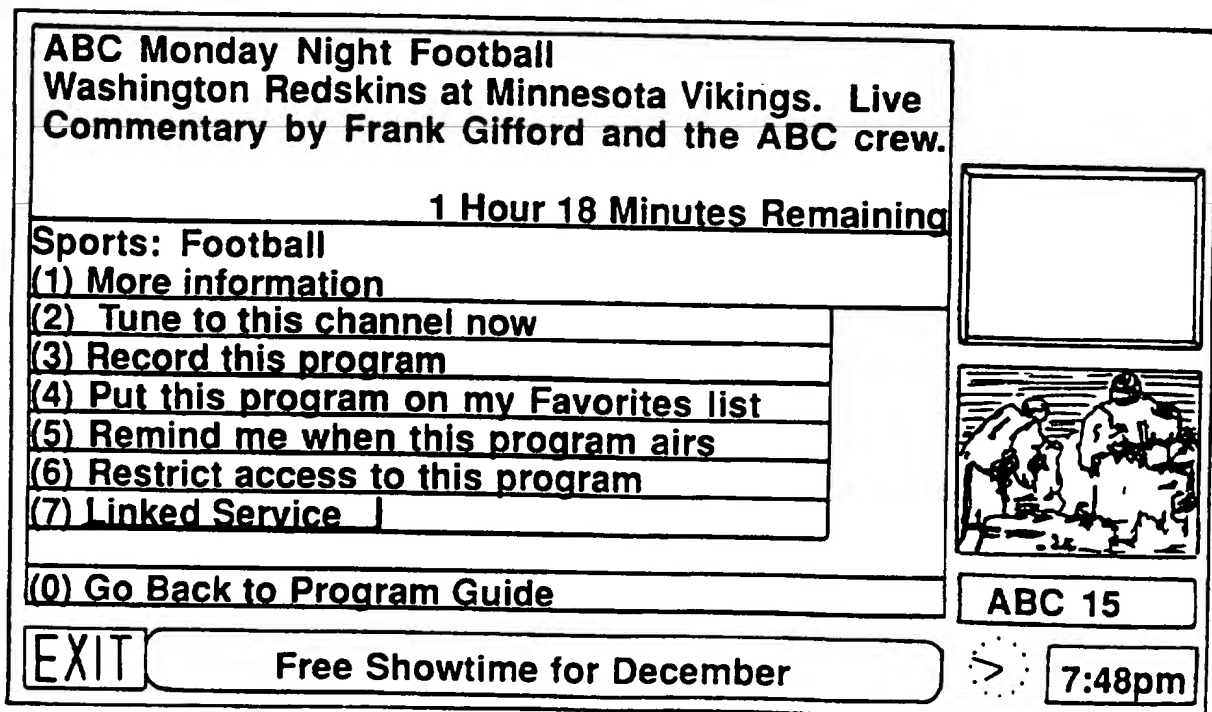 ABC Monday Night Football
Washington Redskins at Minnesota Vikings. Live
Commentary by Frank Gifford and the ABC crew.
1 Hour 18 Minutes Remaining
Sports: Football
(1) More information
(2) Tune to this channel now
(3) Record this program
(4) Put this program on my Favorites list
(5) Remind me when this program airs
(6) Restrict access to this program
(7) Linked Service
(0) Go Back to Program Guide
ABC 15
EXIT
Free Showtime for December
7:48pm